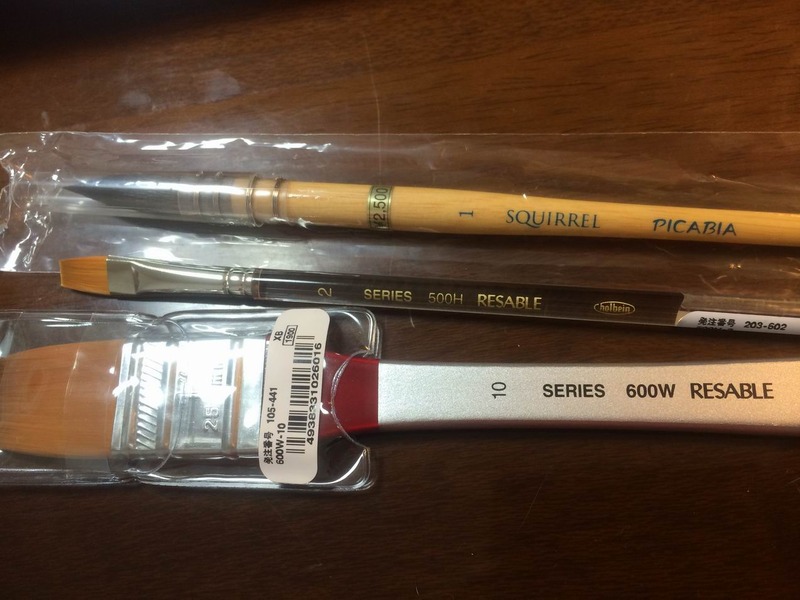 ¥2,500
1 SQUIRREL PICABIA
2 SERIES 500H RESABLE holbein
発注番号 203-602
10 SERIES 600W RESABLE
XB 1900
4938331026016
発注番号 105-441
600W-10